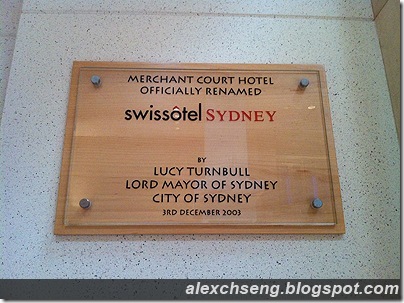 MERCHANT COURT HOTEL
OFFICIALLY RENAMED
swissôtel SYDNEY
BY
LUCY TURNBULL
LORD MAYOR OF SYDNEY
CITY OF SYDNEY
3RD DECEMBER 2003
alexchseng.blogspot.com